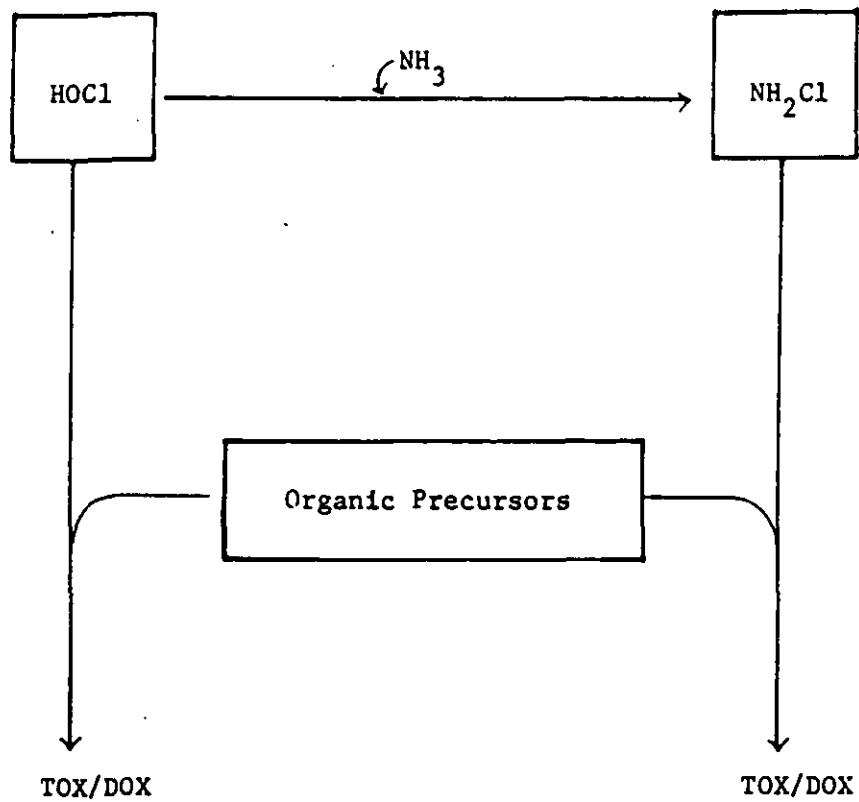 NH₃
HOCl
NH₂Cl
Organic Precursors
TOX/DOX
TOX/DOX